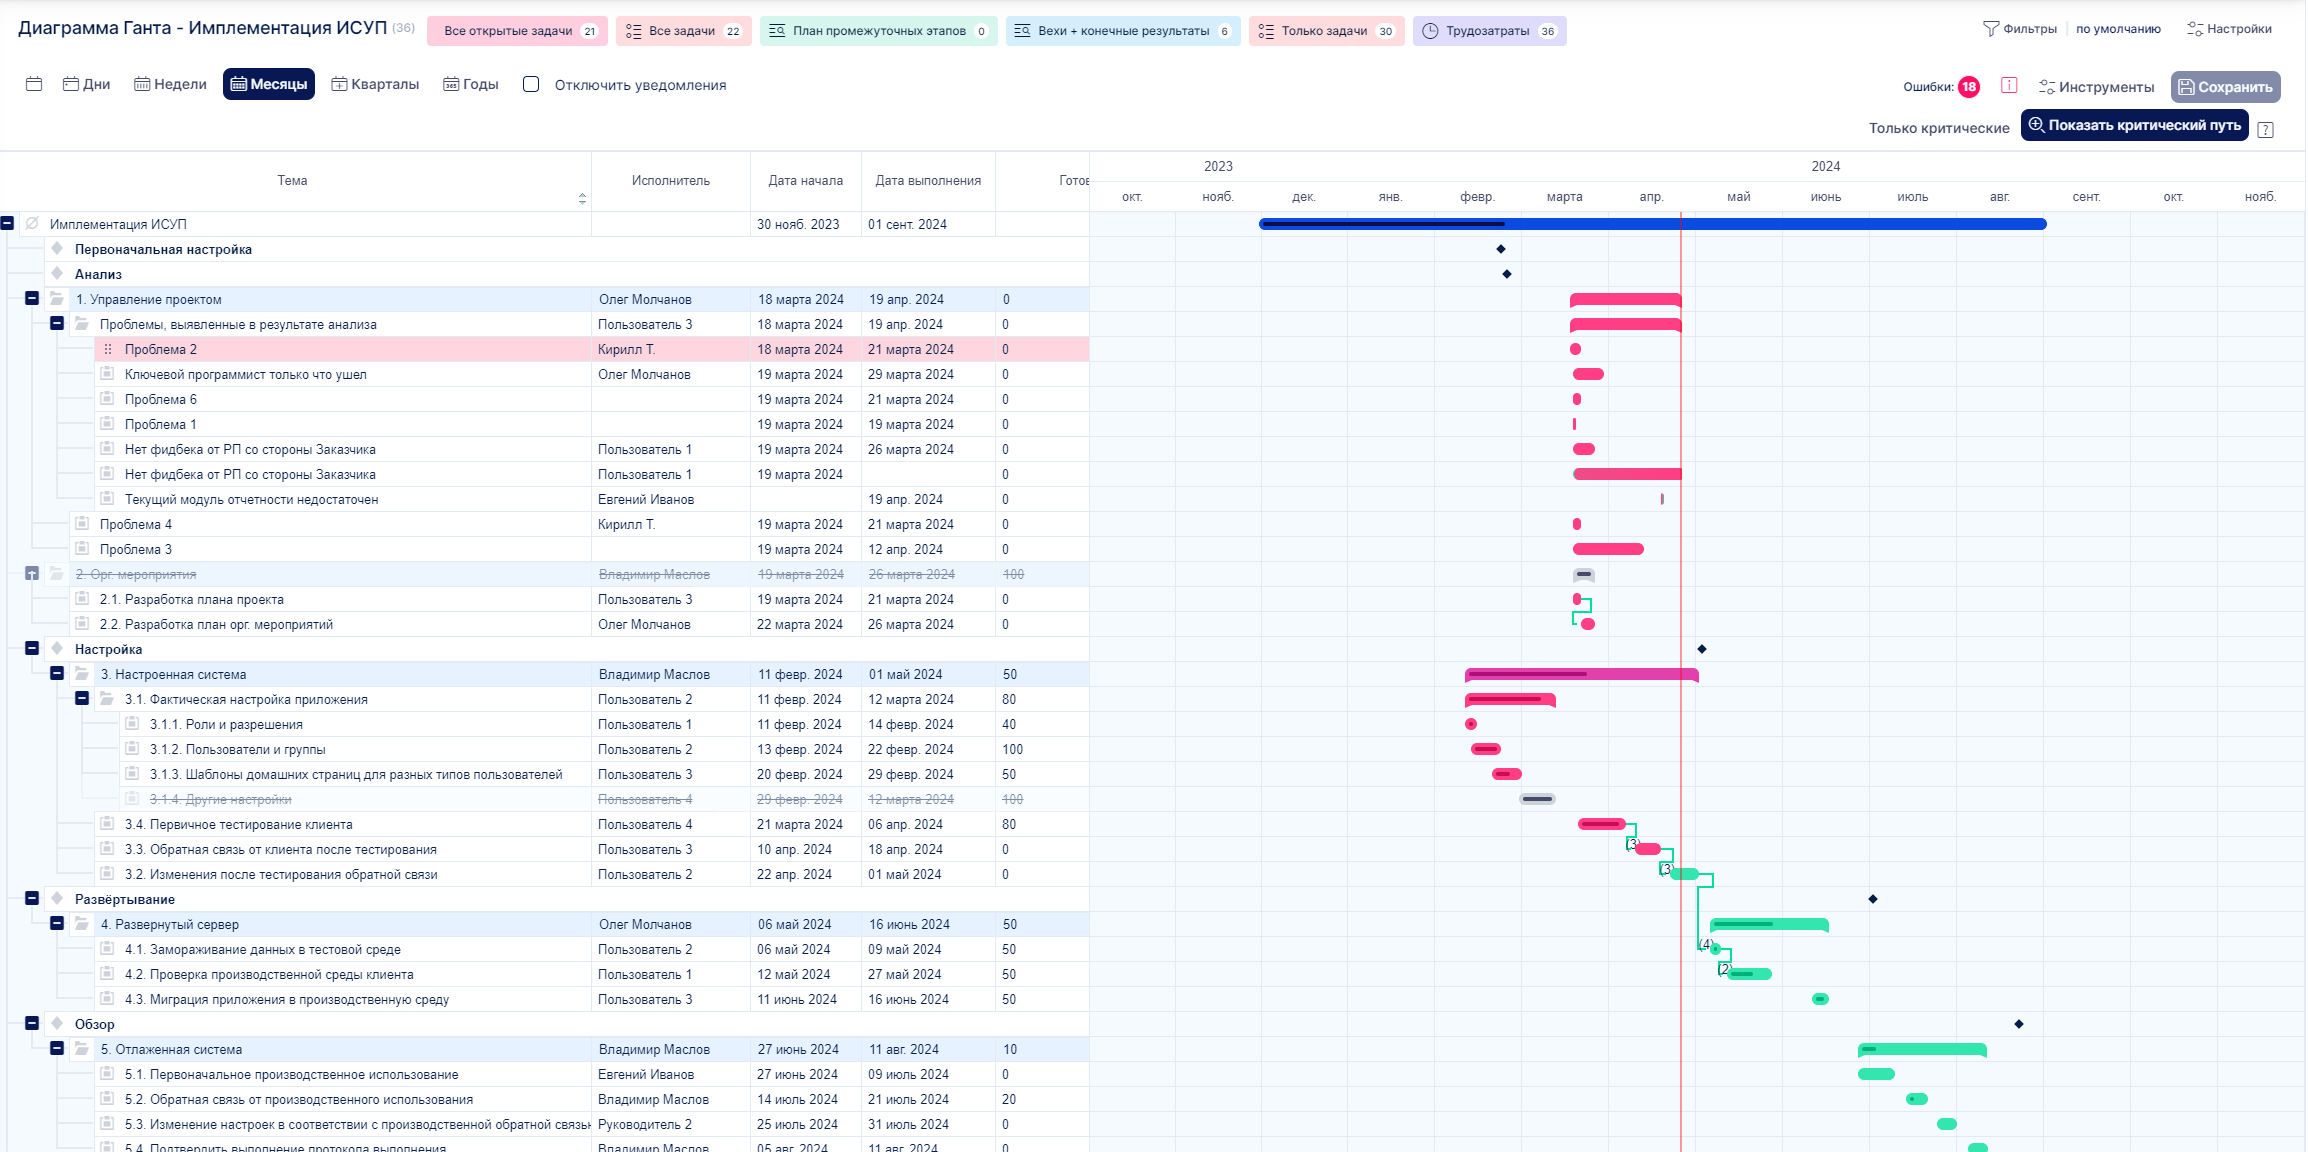 Диаграмма Ганта - Имплементация ИСУП (36)
Все открытые задачи 21
Все задачи 22
План промежуточных этапов 0
Вехи + конечные результаты 6
Только задачи 30
Трудозатраты 36
Фильтры
по умолчанию
Настройки
Дни Недели Месяцы Кварталы 365 Годы Отключить уведомления
Ошибки: 18 Инструменты Сохранить
Только критические Показать критический путь ?
Тема Исполнитель Дата начала Дата выполнения Готов
2023 2024
окт. нояб. дек. янв. февр. марта апр. май июнь июль авг. сент. окт. нояб.
Имплементация ИСУП 30 нояб. 2023 01 сент. 2024
Первоначальная настройка
Анализ
1. Управление проектом Олег Молчанов 18 марта 2024 19 апр. 2024 0
Проблемы, выявленные в результате анализа Пользователь 3 18 марта 2024 19 апр. 2024 0
Проблема 2 Кирилл Т. 18 марта 2024 21 марта 2024 0
Ключевой программист только что ушел Олег Молчанов 19 марта 2024 29 марта 2024 0
Проблема 6 19 марта 2024 21 марта 2024 0
Проблема 1 19 марта 2024 19 марта 2024 0
Нет фидбека от РП со стороны Заказчика Пользователь 1 19 марта 2024 26 марта 2024 0
Нет фидбека от РП со стороны Заказчика Пользователь 1 19 марта 2024 0
Текущий модуль отчетности недостаточен Евгений Иванов 19 апр. 2024 0
Проблема 4 Кирилл Т. 19 марта 2024 21 марта 2024 0
Проблема 3 19 марта 2024 12 апр. 2024 0
2. Орг. мероприятия Владимир Маслов 19 марта 2024 26 марта 2024 100
2.1. Разработка плана проекта Пользователь 3 19 марта 2024 21 марта 2024 0
2.2. Разработка план орг. мероприятий Олег Молчанов 22 марта 2024 26 марта 2024 0
Настройка
3. Настроенная система Владимир Маслов 11 февр. 2024 01 май 2024 50
3.1. Фактическая настройка приложения Пользователь 2 11 февр. 2024 12 марта 2024 80
3.1.1. Роли и разрешения Пользователь 1 11 февр. 2024 14 февр. 2024 40
3.1.2. Пользователи и группы Пользователь 2 13 февр. 2024 22 февр. 2024 100
3.1.3. Шаблоны домашних страниц для разных типов пользователей Пользователь 3 20 февр. 2024 29 февр. 2024 50
3.1.4. Другие настройки Пользователь 4 29 февр. 2024 12 марта 2024 100
3.4. Первичное тестирование клиента Пользователь 4 21 марта 2024 06 апр. 2024 80
3.3. Обратная связь от клиента после тестирования Пользователь 3 10 апр. 2024 18 апр. 2024 0 (3)
3.2. Изменения после тестирования обратной связи Пользователь 2 22 апр. 2024 01 май 2024 0 (3)
Развёртывание
4. Развернутый сервер Олег Молчанов 06 май 2024 16 июнь 2024 50
4.1. Замораживание данных в тестовой среде Пользователь 2 06 май 2024 09 май 2024 50 (4)
4.2. Проверка производственной среды клиента Пользователь 1 12 май 2024 27 май 2024 50 (2)
4.3. Миграция приложения в производственную среду Пользователь 3 11 июнь 2024 16 июнь 2024 50
Обзор
5. Отлаженная система Владимир Маслов 27 июнь 2024 11 авг. 2024 10
5.1. Первоначальное производственное использование Евгений Иванов 27 июнь 2024 09 июль 2024 0
5.2. Обратная связь от производственного использования Владимир Маслов 14 июль 2024 21 июль 2024 20
5.3. Изменение настроек в соответствии с производственной обратной связь Руководитель 2 25 июль 2024 31 июль 2024 0
5.4. Подтвердить выполнение протокола выполнения Владимир Маслов 05 авг. 2024 11 авг. 2024 0